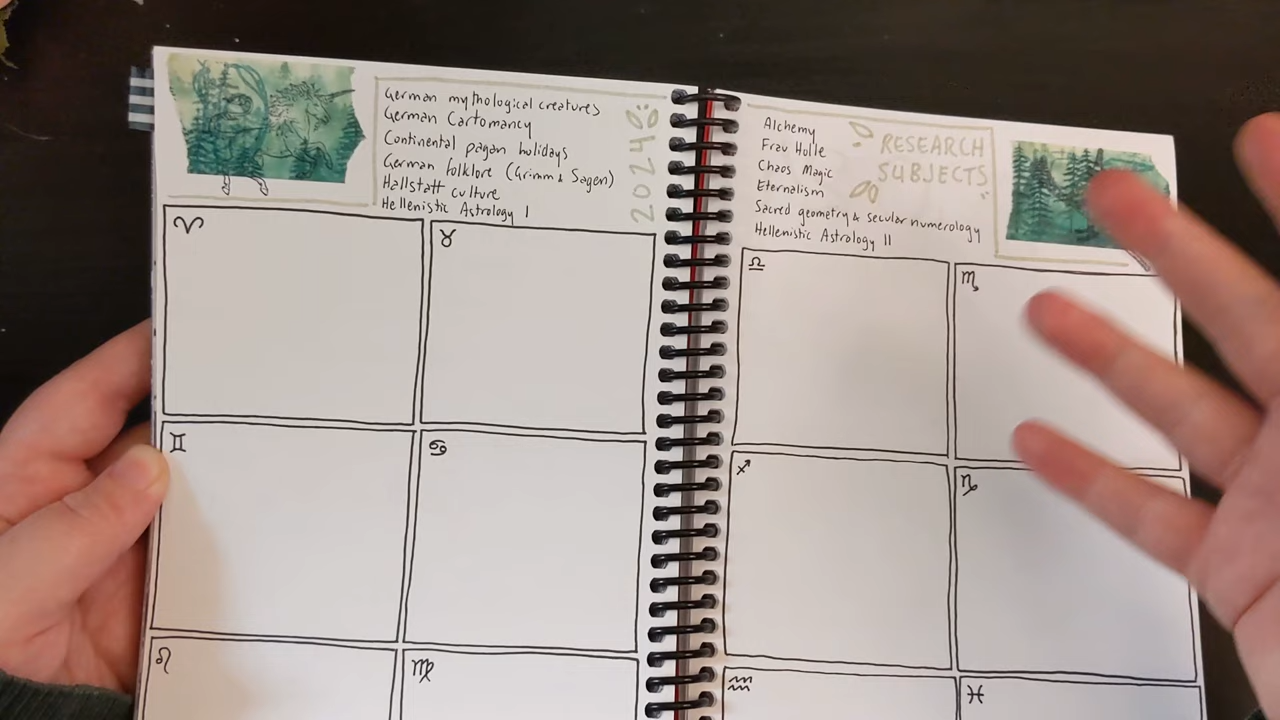 German mythological creatures
German Cartomancy
Continental pagan holidays
German folklore (Grimm & Sagen)
Hallstatt culture
Hellenistic Astrology I
2024
♈
♉
♊
♋
♌
♍
Alchemy
Frau Holle
Chaos Magic
Eternalism
Sacred geometry & secular numerology
Hellenistic Astrology II
RESEARCH
SUBJECTS
♎
♏
♐
♑
♒
♓